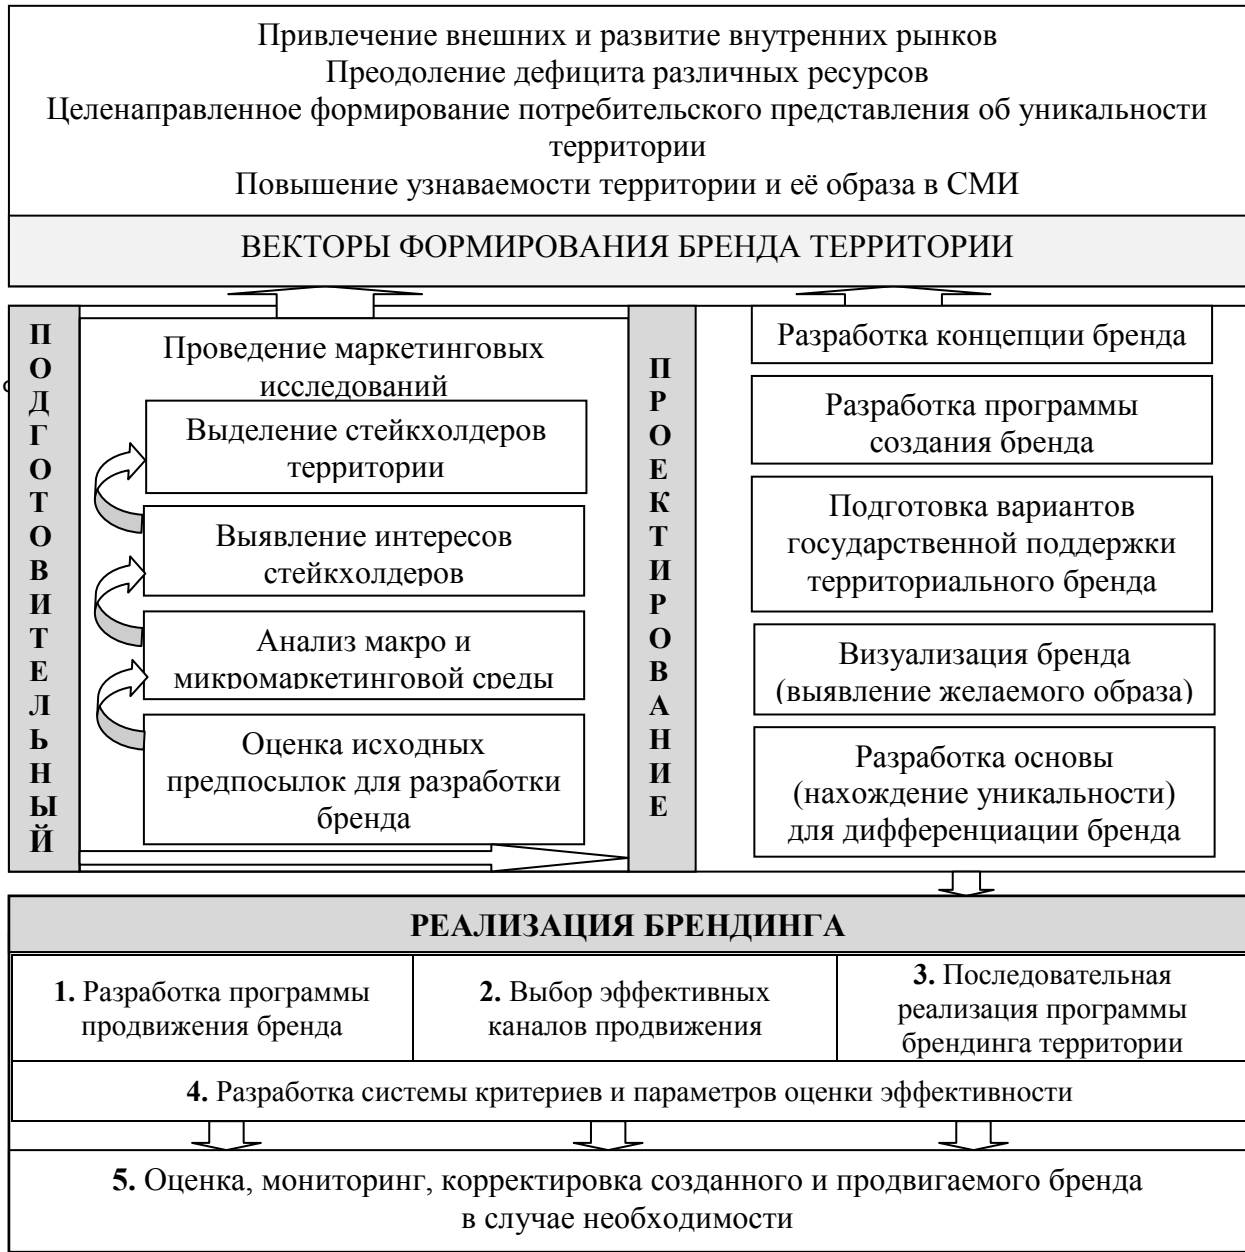 Привлечение внешних и развитие внутренних рынков
Преодоление дефицита различных ресурсов
Целенаправленное формирование потребительского представления об уникальности
территории
Повышение узнаваемости территории и её образа в СМИ
ВЕКТОРЫ ФОРМИРОВАНИЯ БРЕНДА ТЕРРИТОРИИ
ПОДГОТОВИТЕЛЬНЫЙ
Проведение маркетинговых
исследований
Выделение стейкхолдеров
территории
Выявление интересов
стейкхолдеров
Анализ макро и
микромаркетинговой среды
Оценка исходных
предпосылок для разработки
бренда
ПРОЕКТИРОВАНИЕ
Разработка концепции бренда
Разработка программы
создания бренда
Подготовка вариантов
государственной поддержки
территориального бренда
Визуализация бренда
(выявление желаемого образа)
Разработка основы
(нахождение уникальности)
для дифференциации бренда
РЕАЛИЗАЦИЯ БРЕНДИНГА
1. Разработка программы
продвижения бренда
2. Выбор эффективных
каналов продвижения
3. Последовательная
реализация программы
брендинга территории
4. Разработка системы критериев и параметров оценки эффективности
5. Оценка, мониторинг, корректировка созданного и продвигаемого бренда
в случае необходимости